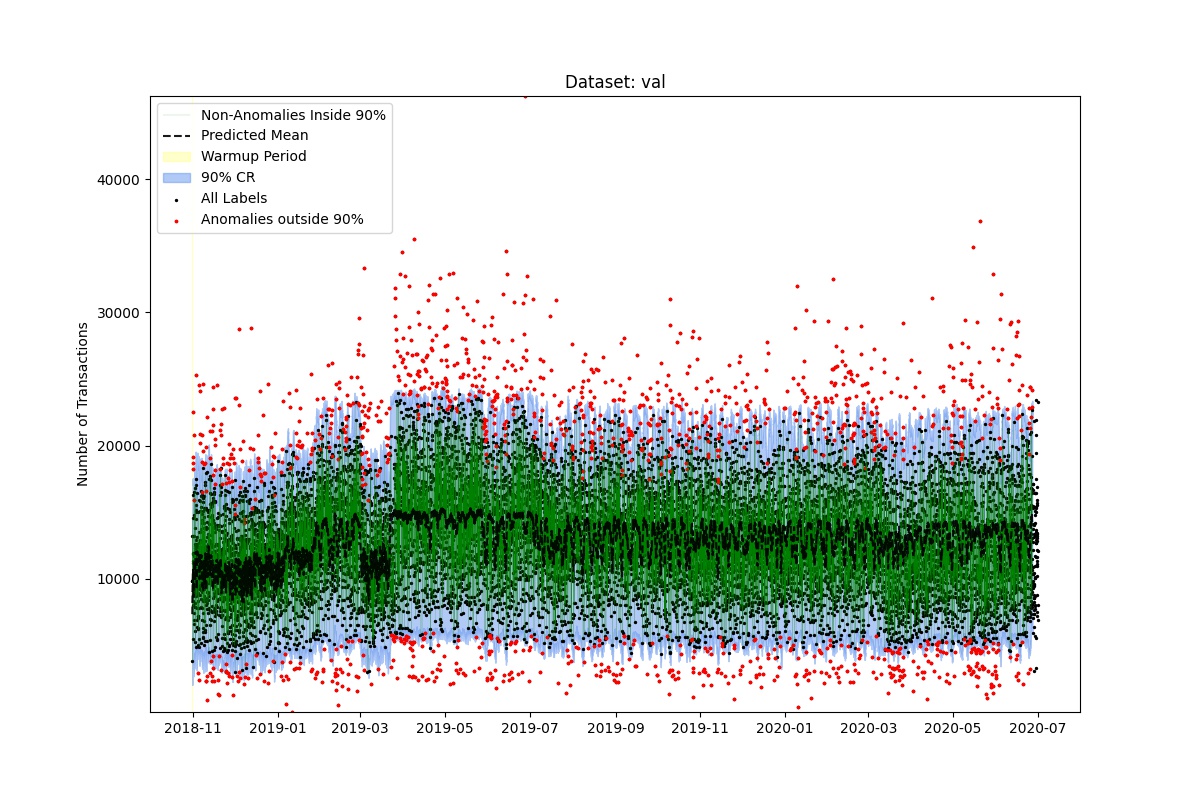 Dataset: val
Non-Anomalies Inside 90%
Predicted Mean
Warmup Period
90% CR
All Labels
Anomalies outside 90%
Number of Transactions
40000
30000
20000
10000
2018-11 2019-01 2019-03 2019-05 2019-07 2019-09 2019-11 2020-01 2020-03 2020-05 2020-07